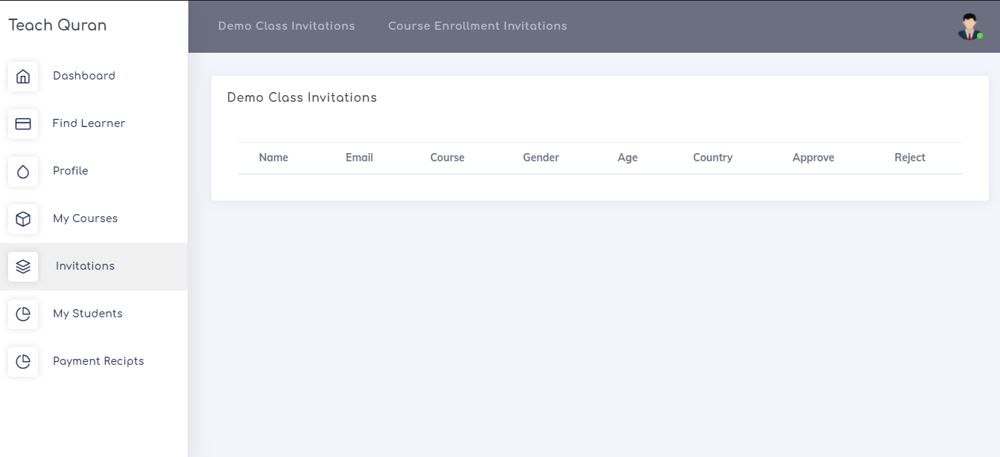 Teach Quran
Demo Class Invitations Course Enrollment Invitations
Dashboard
Find Learner
Profile
My Courses
Invitations
My Students
Payment Recipts
Demo Class Invitations
Name Email Course Gender Age Country Approve Reject